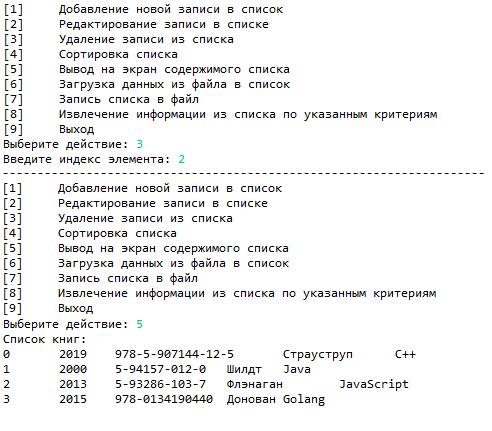 [1] Добавление новой записи в список
[2] Редактирование записи в списке
[3] Удаление записи из списка
[4] Сортировка списка
[5] Вывод на экран содержимого списка
[6] Загрузка данных из файла в список
[7] Запись списка в файл
[8] Извлечение информации из списка по указанным критериям
[9] Выход
Выберите действие: 3
Введите индекс элемента: 2
---------------------------------------------------------------------
[1] Добавление новой записи в список
[2] Редактирование записи в списке
[3] Удаление записи из списка
[4] Сортировка списка
[5] Вывод на экран содержимого списка
[6] Загрузка данных из файла в список
[7] Запись списка в файл
[8] Извлечение информации из списка по указанным критериям
[9] Выход
Выберите действие: 5
Список книг:
0 2019 978-5-907144-12-5 Страуструп C++
1 2000 5-94157-012-0 Шилдт Java
2 2013 5-93286-103-7 Флэнаган JavaScript
3 2015 978-0134190440 Донован Golang